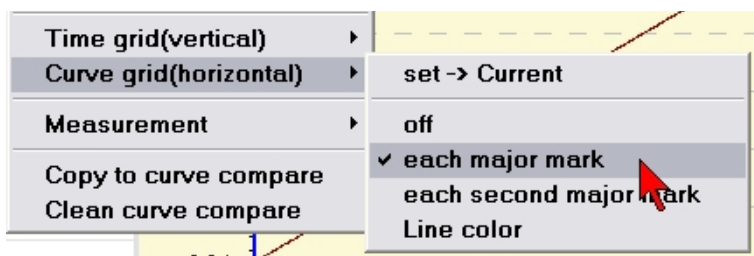 Time grid(vertical)
Curve grid(horizontal)
Measurement
Copy to curve compare
Clean curve compare
set -> Current
off
each major mark
each second major mark
Line color